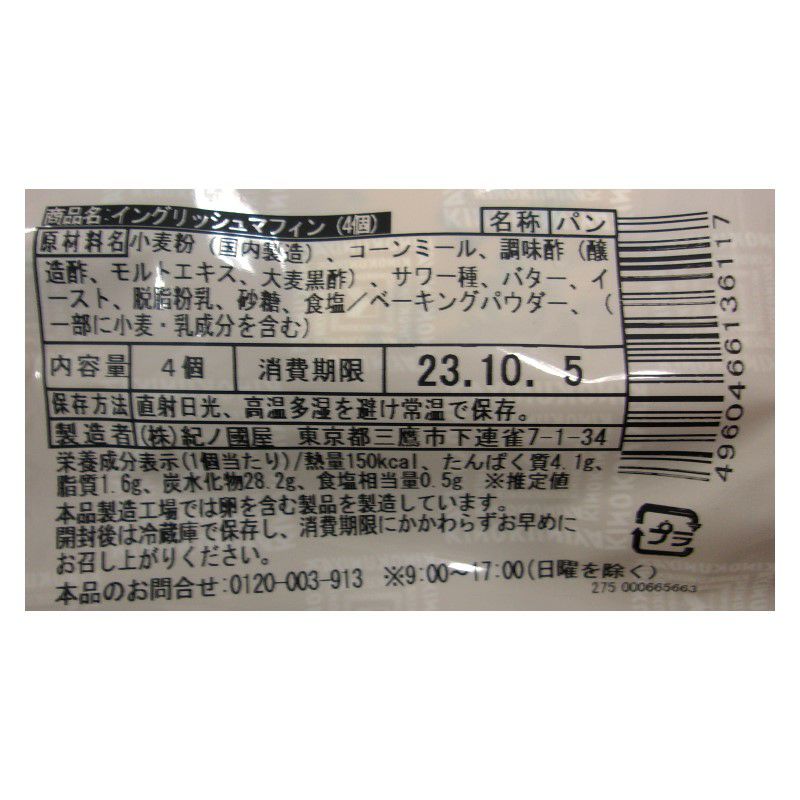 商品名:イングリッシュマフィン(4個)
名称 パン
原材料名 小麦粉(国内製造)、コーンミール、調味酢(醸
造酢、モルトエキス、大麦黒酢)、サワー種、バター、イ
ースト、脱脂粉乳、砂糖、食塩/ベーキングパウダー、(
一部に小麦・乳成分を含む)
内容量 4個 消費期限 23.10. 5
保存方法 直射日光、高温多湿を避け常温で保存。
製造者 (株)紀ノ國屋 東京都三鷹市下連雀7-1-34
栄養成分表示(1個当たり)/熱量150kcal、たんぱく質4.1g、
脂質1.6g、炭水化物28.2g、食塩相当量0.5g ※推定値
本品製造工場では卵を含む製品を製造しています。
開封後は冷蔵庫で保存し、消費期限にかかわらずお早めに
お召し上がりください。
本品のお問合せ:0120-003-913 ※9:00~17:00(日曜を除く)
275 000665663
プラ
4960466136117